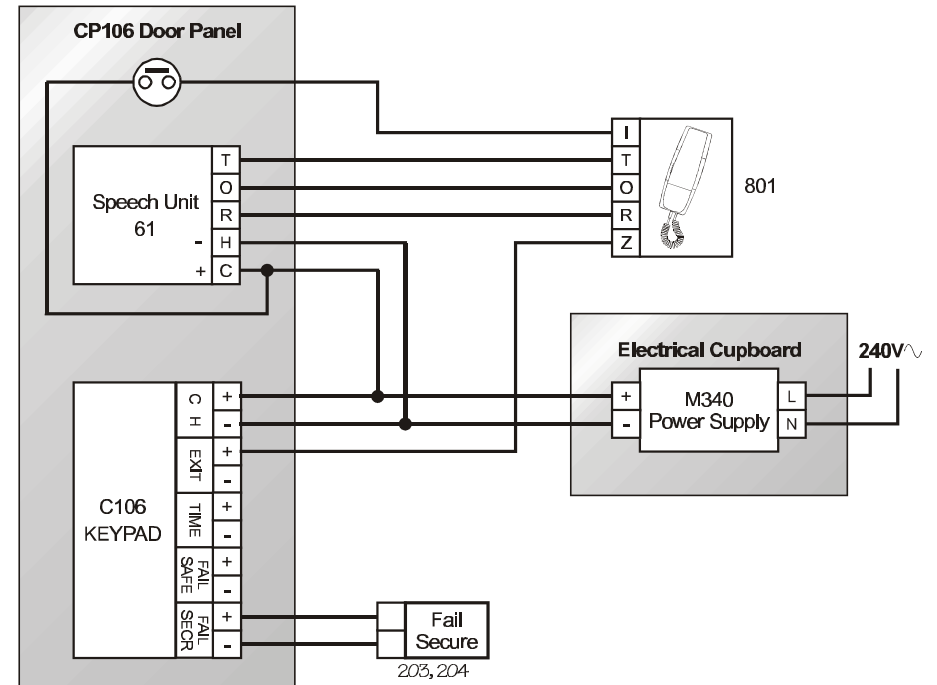 CP106 Door Panel
Speech Unit
61
-
+
T
O
R
H
C
I
T
O
R
Z
801
Electrical Cupboard
240V
+
-
M340
Power Supply
L
N
C106
KEYPAD
C
H
+
-
EXIT
+
-
TIME
+
-
FAIL
SAFE
+
-
FAIL
SECR
+
-
Fail
Secure
203, 204